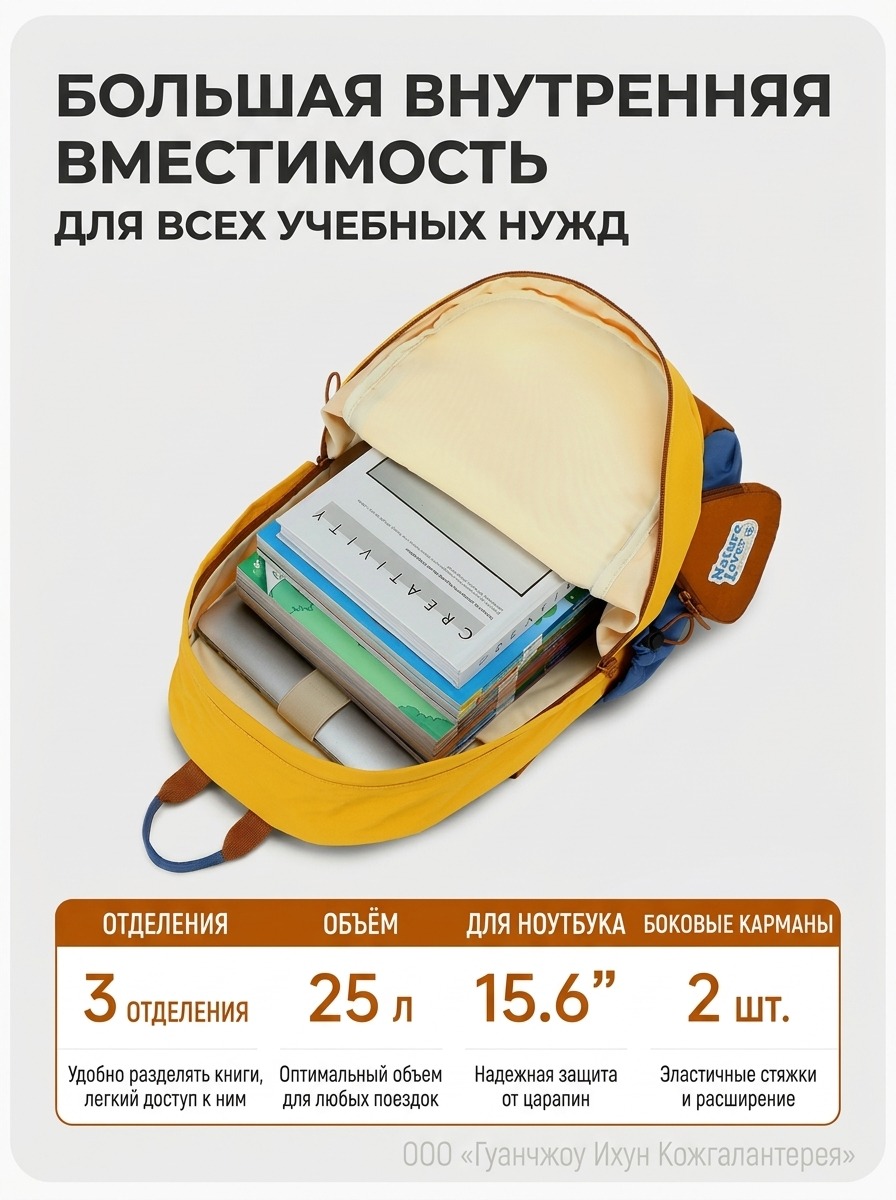 БОЛЬШАЯ ВНУТРЕННЯЯ
ВМЕСТИМОСТЬ
ДЛЯ ВСЕХ УЧЕБНЫХ НУЖД
CREATIVITY
Nature
Lover
ОТДЕЛЕНИЯ
3 ОТДЕЛЕНИЯ
Удобно разделять книги,
легкий доступ к ним
ОБЪЁМ
25 л
Оптимальный объем
для любых поездок
ДЛЯ НОУТБУКА
15.6”
Надежная защита
от царапин
БОКОВЫЕ КАРМАНЫ
2 шт.
Эластичные стяжки
и расширение
ООО «Гуанчжоу Ихун Кожгалантерея»